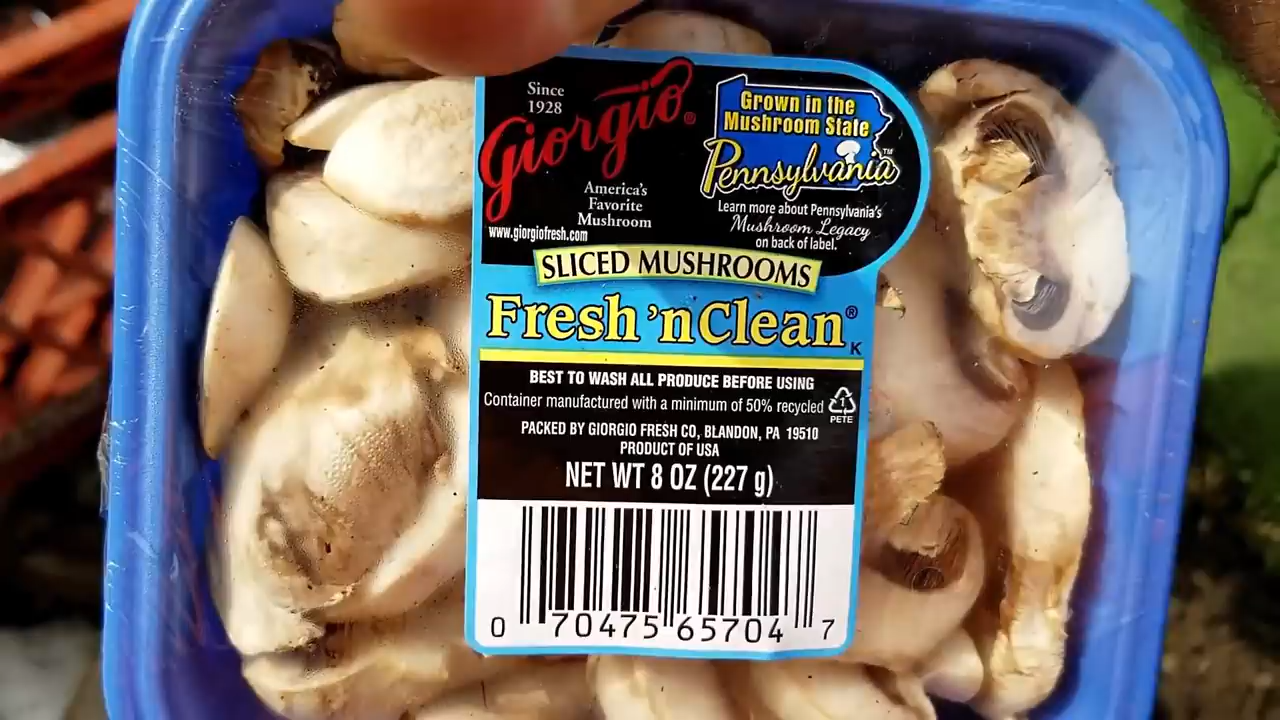 Since
1928
Giorgio®
America's
Favorite
Mushroom
www.giorgiofresh.com
Grown in the
Mushroom State
Pennsylvania™
Learn more about Pennsylvania's
Mushroom Legacy
on back of label.
SLICED MUSHROOMS
Fresh 'n Clean®
K
BEST TO WASH ALL PRODUCE BEFORE USING
Container manufactured with a minimum of 50% recycled
1
PETE
PACKED BY GIORGIO FRESH CO, BLANDON, PA 19510
PRODUCT OF USA
NET WT 8 OZ (227 g)
0 70475 65704 7